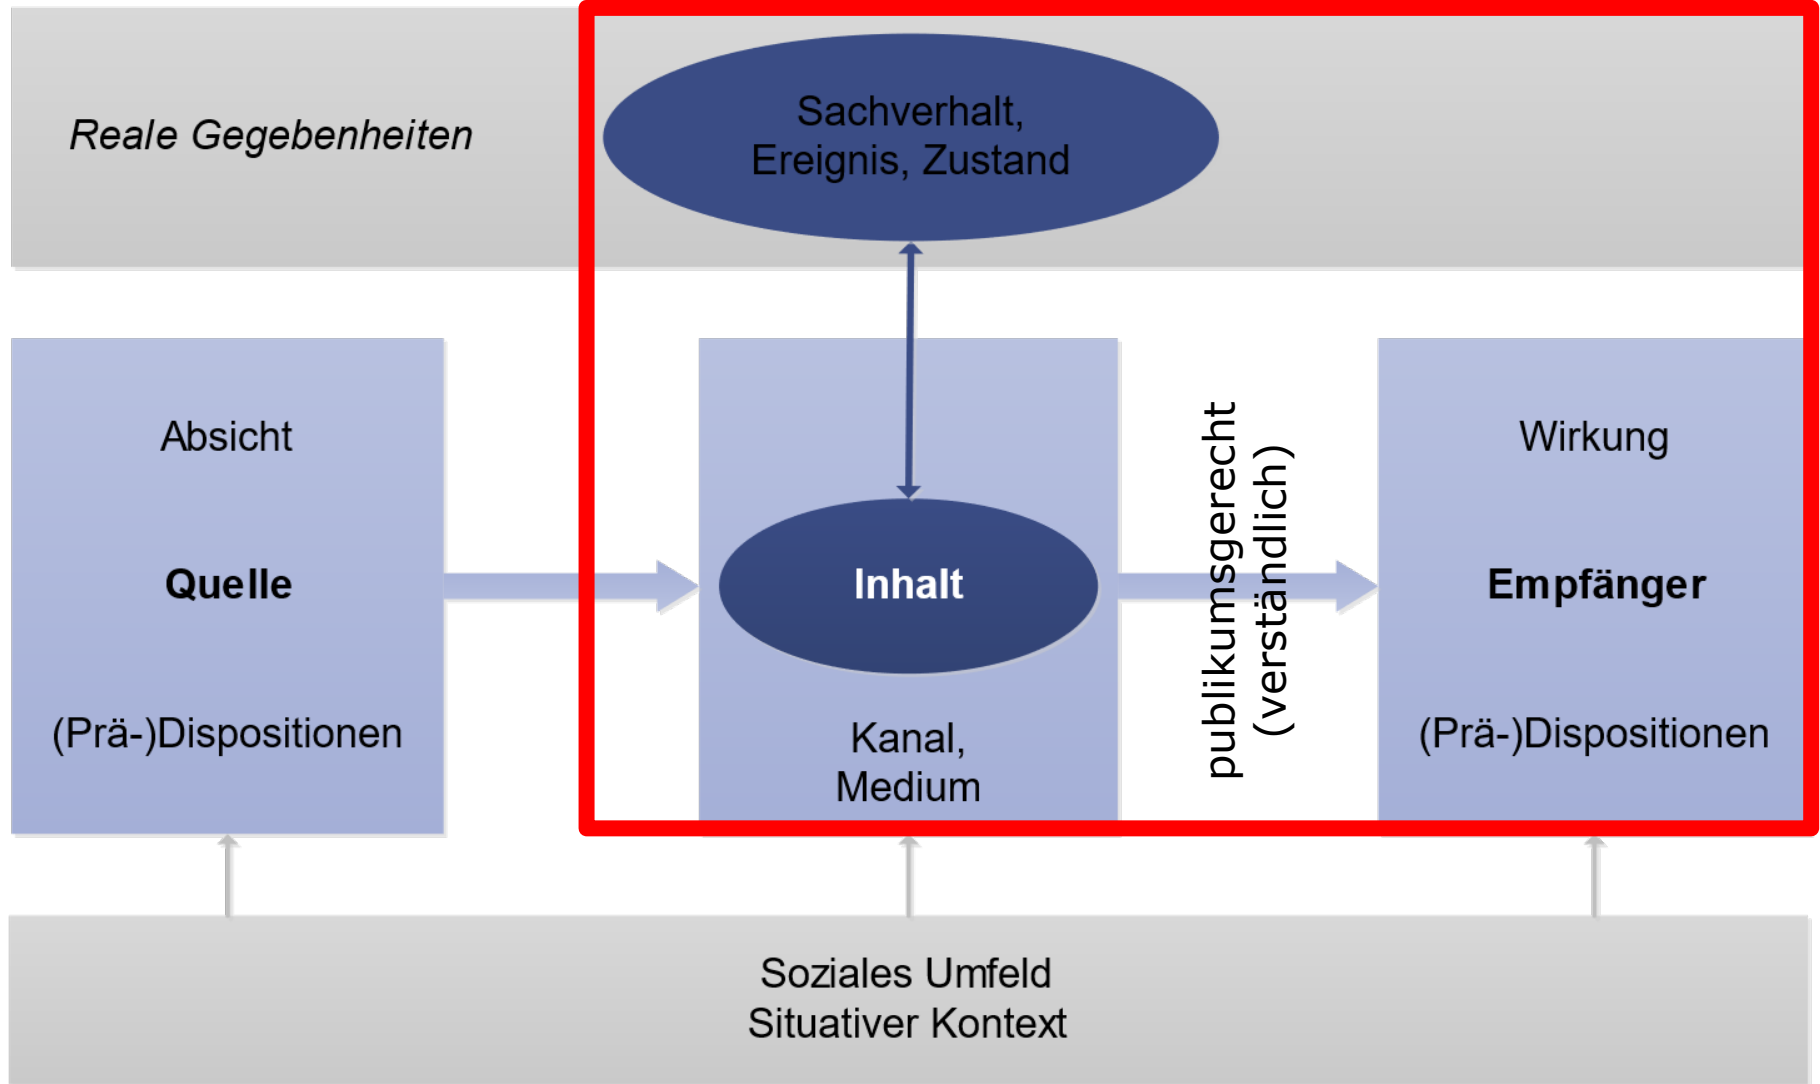 Reale Gegebenheiten
Sachverhalt,
Ereignis, Zustand
Absicht
Quelle
(Prä-)Dispositionen
Inhalt
Kanal,
Medium
publikumsgerecht
(verständlich)
Wirkung
Empfänger
(Prä-)Dispositionen
Soziales Umfeld
Situativer Kontext